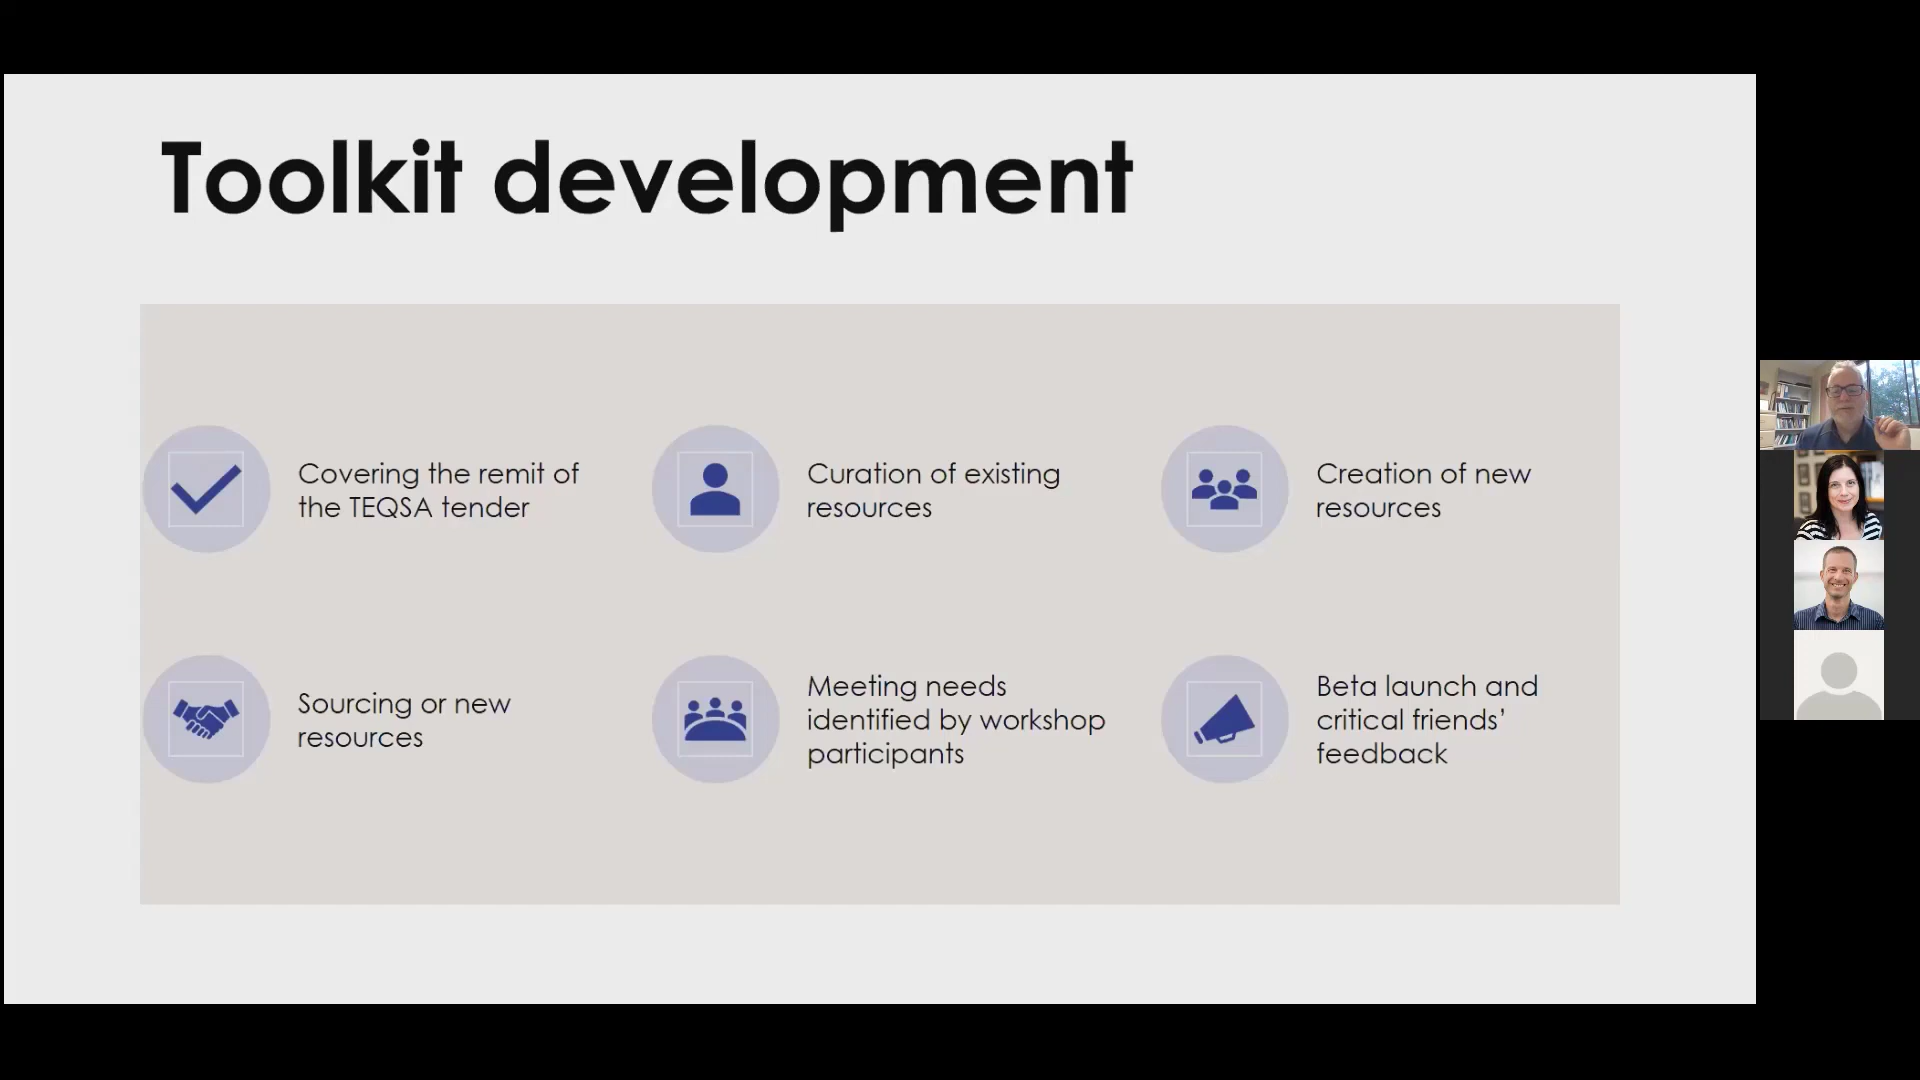 Toolkit development
Covering the remit of
the TEQSA tender
Curation of existing
resources
Creation of new
resources
Sourcing or new
resources
Meeting needs
identified by workshop
participants
Beta launch and
critical friends’
feedback